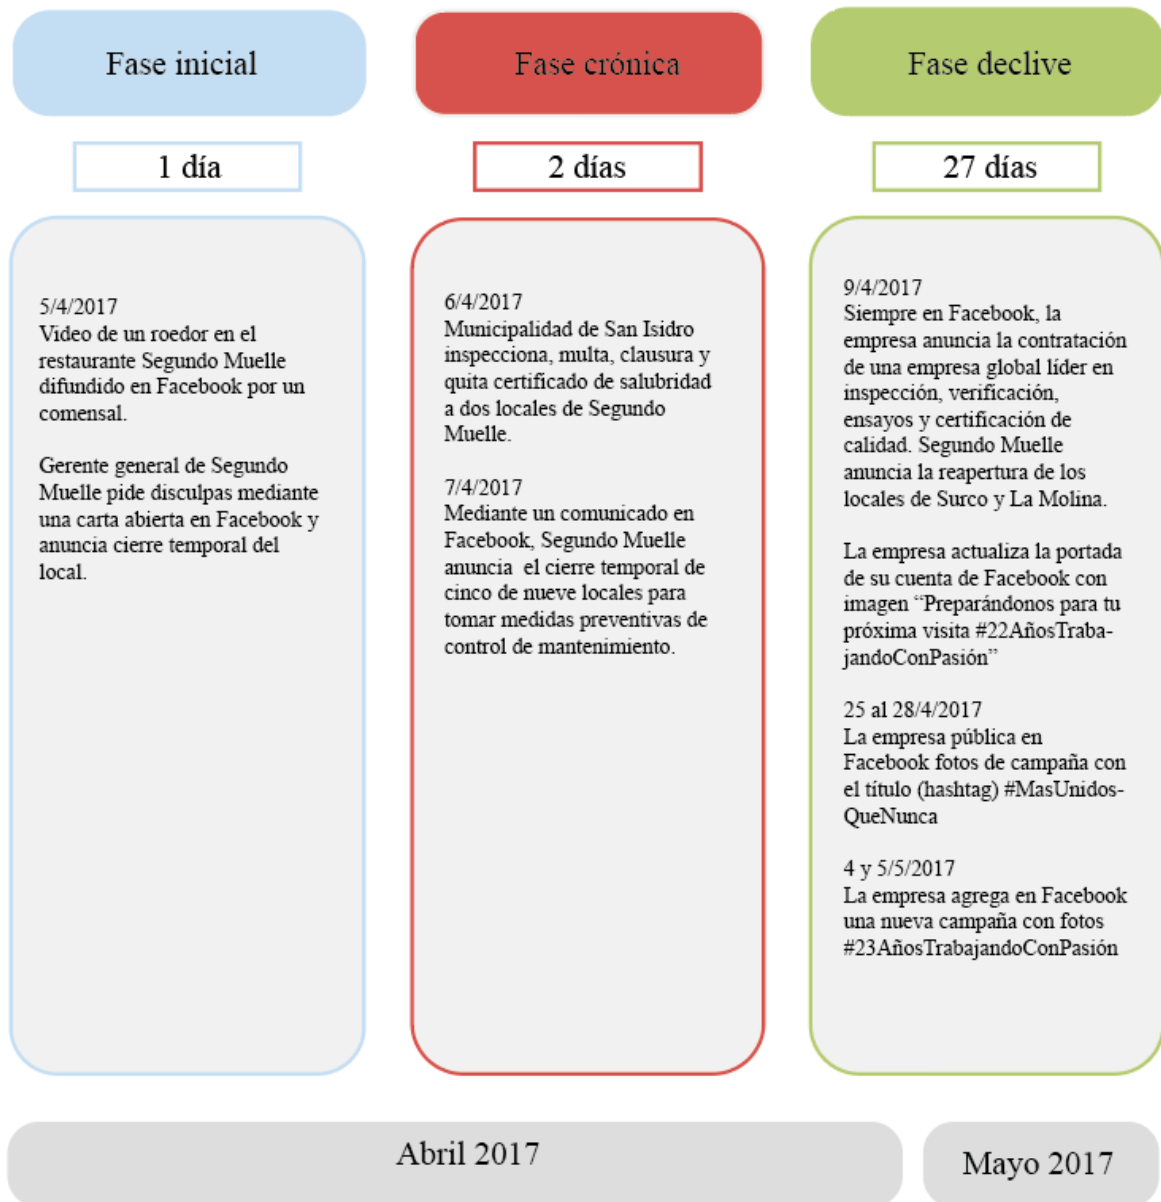 Fase inicial
1 día
5/4/2017
Video de un roedor en el
restaurante Segundo Muelle
difundido en Facebook por un
comensal.
Gerente general de Segundo
Muelle pide disculpas mediante
una carta abierta en Facebook y
anuncia cierre temporal del
local.
Fase crónica
2 días
6/4/2017
Municipalidad de San Isidro
inspecciona, multa, clausura y
quita certificado de salubridad
a dos locales de Segundo
Muelle.
7/4/2017
Mediante un comunicado en
Facebook, Segundo Muelle
anuncia el cierre temporal de
cinco de nueve locales para
tomar medidas preventivas de
control de mantenimiento.
Fase declive
27 días
9/4/2017
Siempre en Facebook, la
empresa anuncia la contratación
de una empresa global líder en
inspección, verificación,
ensayos y certificación de
calidad. Segundo Muelle
anuncia la reapertura de los
locales de Surco y La Molina.
La empresa actualiza la portada
de su cuenta de Facebook con
imagen “Preparándonos para tu
próxima visita #22AñosTraba-
jandoConPasión”
25 al 28/4/2017
La empresa pública en
Facebook fotos de campaña con
el título (hashtag) #MasUnidos-
QueNunca
4 y 5/5/2017
La empresa agrega en Facebook
una nueva campaña con fotos
#23AñosTrabajandoConPasión
Abril 2017
Mayo 2017